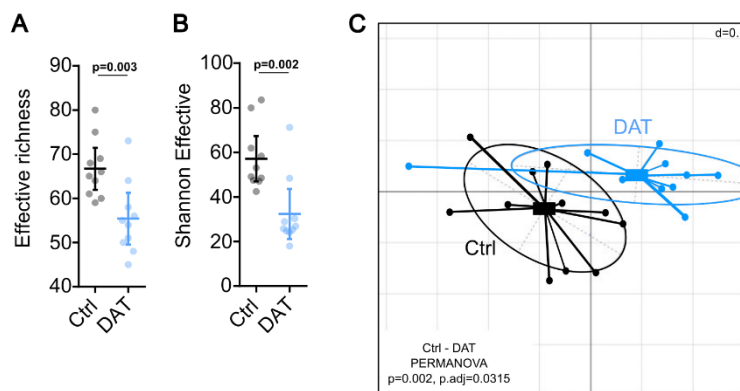 A
p=0.003
Effective richness
90
80
70
60
50
40
Ctrl
DAT
B
p=0.002
Shannon Effective
100
80
60
40
20
0
Ctrl
DAT
C
d=0.
DAT
Ctrl
Ctrl - DAT
PERMANOVA
p=0.002, p.adj=0.0315